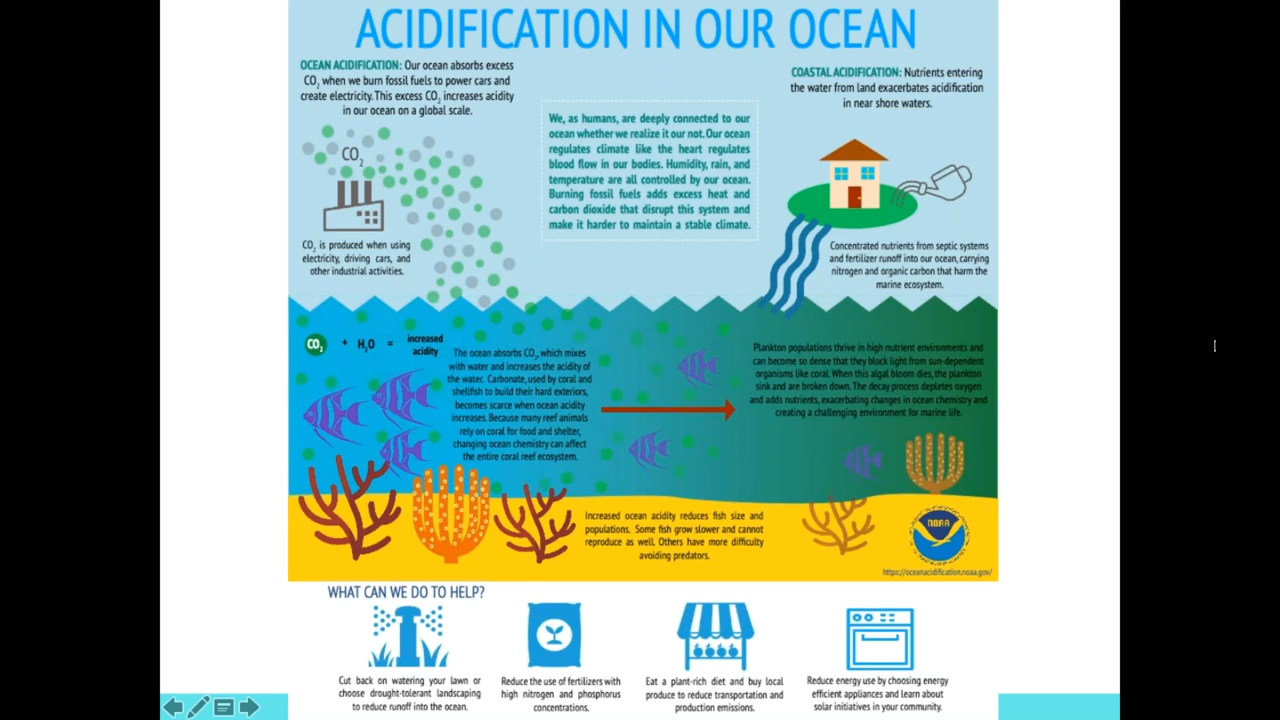 ACIDIFICATION IN OUR OCEAN
OCEAN ACIDIFICATION: Our ocean absorbs excess
CO2 when we burn fossil fuels to power cars and
create electricity. This excess CO2 increases acidity
in our ocean on a global scale.
COASTAL ACIDIFICATION: Nutrients entering
the water from land exacerbates acidification
in near shore waters.
We, as humans, are deeply connected to our
ocean whether we realize it our not. Our ocean
regulates climate like the heart regulates
blood flow in our bodies. Humidity, rain, and
temperature are all controlled by our ocean.
Burning fossil fuels adds excess heat and
carbon dioxide that disrupt this system and
make it harder to maintain a stable climate.
CO2
CO2 is produced when using
electricity, driving cars, and
other industrial activities.
Concentrated nutrients from septic systems
and fertilizer runoff into our ocean, carrying
nitrogen and organic carbon that harm the
marine ecosystem.
CO2 + H2O = increased
acidity
The ocean absorbs CO2, which mixes
with water and increases the acidity of
the water. Carbonate, used by coral and
shellfish to build their hard exteriors,
becomes scarce when ocean acidity
increases. Because many reef animals
rely on coral for food and shelter,
changing ocean chemistry can affect
the entire coral reef ecosystem.
Plankton populations thrive in high nutrient environments and
can become so dense that they block light from sun-dependent
organisms like coral. When this algal bloom dies, the plankton
sink and are broken down. The decay process depletes oxygen
and adds nutrients, exacerbating changes in ocean chemistry and
creating a challenging environment for marine life.
Increased ocean acidity reduces fish size and
populations. Some fish grow slower and cannot
reproduce as well. Others have more difficulty
avoiding predators.
NOAA
https://oceanacidification.noaa.gov/
WHAT CAN WE DO TO HELP?
Cut back on watering your lawn or
choose drought-tolerant landscaping
to reduce runoff into the ocean.
Reduce the use of fertilizers with
high nitrogen and phosphorus
concentrations.
Eat a plant-rich diet and buy local
produce to reduce transportation and
production emissions.
Reduce energy use by choosing energy
efficient appliances and learn about
solar initiatives in your community.